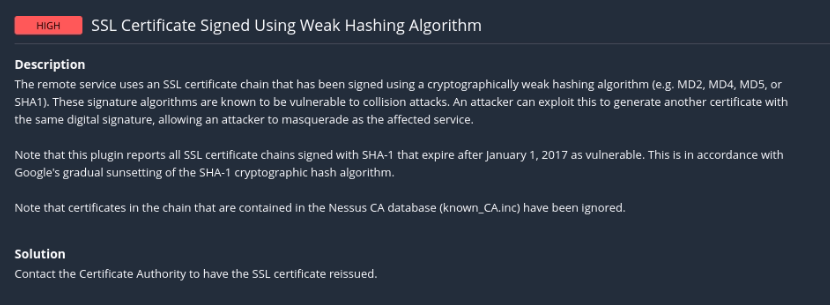 HIGH SSL Certificate Signed Using Weak Hashing Algorithm
Description
The remote service uses an SSL certificate chain that has been signed using a cryptographically weak hashing algorithm (e.g. MD2, MD4, MD5, or
SHA1). These signature algorithms are known to be vulnerable to collision attacks. An attacker can exploit this to generate another certificate with
the same digital signature, allowing an attacker to masquerade as the affected service.
Note that this plugin reports all SSL certificate chains signed with SHA-1 that expire after January 1, 2017 as vulnerable. This is in accordance with
Google's gradual sunsetting of the SHA-1 cryptographic hash algorithm.
Note that certificates in the chain that are contained in the Nessus CA database (known_CA.inc) have been ignored.
Solution
Contact the Certificate Authority to have the SSL certificate reissued.